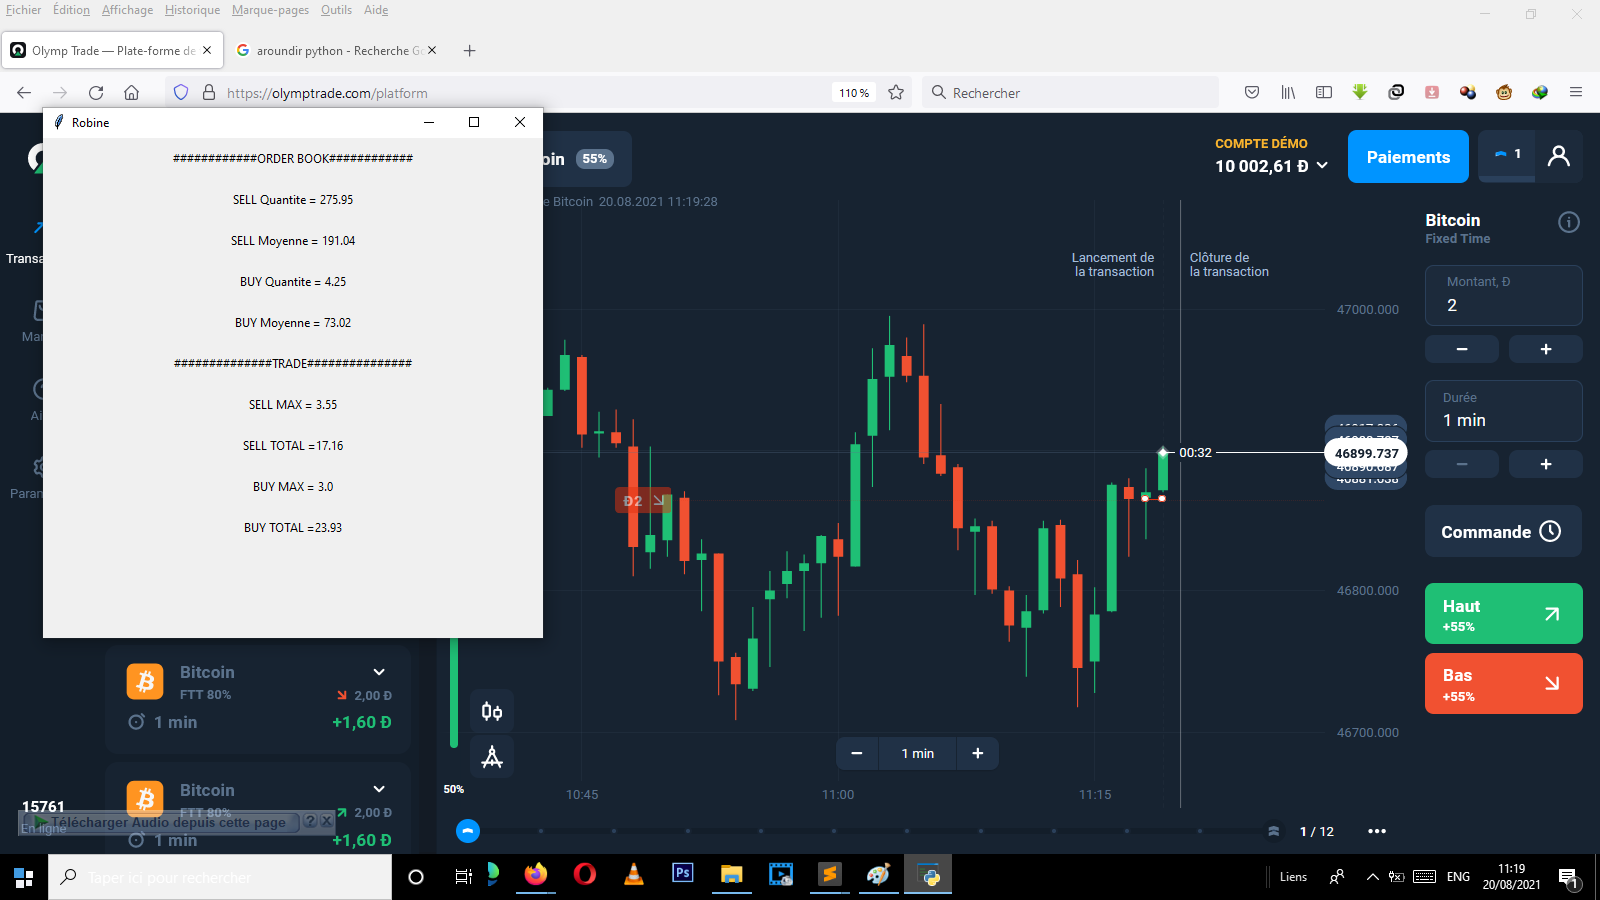 Fichier Édition Affichage Historique Marque-pages Outils Aide
Olymp Trade — Plate-forme de
aroundir python - Recherche Go
https://olymptrade.com/platform
110 %
Rechercher
Robine
############ORDER BOOK############
SELL Quantite = 275.95
SELL Moyenne = 191.04
BUY Quantite = 4.25
BUY Moyenne = 73.02
##############TRADE###############
SELL MAX = 3.55
SELL TOTAL =17.16
BUY MAX = 3.0
BUY TOTAL =23.93
oin 55%
e Bitcoin 20.08.2021 11:19:28
COMPTE DÉMO
10 002,61 Đ
Paiements
1
Transa
Mar
Ai
Param
Lancement de
la transaction
Clôture de
la transaction
Bitcoin
Fixed Time
Montant, Đ
2
Durée
1 min
Commande
Haut
+55%
Bas
+55%
47000.000
46899.737
46800.000
46700.000
00:32
Đ2
Bitcoin
FTT 80%
2,00 Đ
1 min
+1,60 Đ
Bitcoin
FTT 80%
2,00 Đ
1 min
+1,60 Đ
15761
En ligne
Télécharger Audio depuis cette page
50%
1 min
10:45
11:00
11:15
1 / 12
Taper ici pour rechercher
Ps
Liens
ENG
11:19
20/08/2021
1